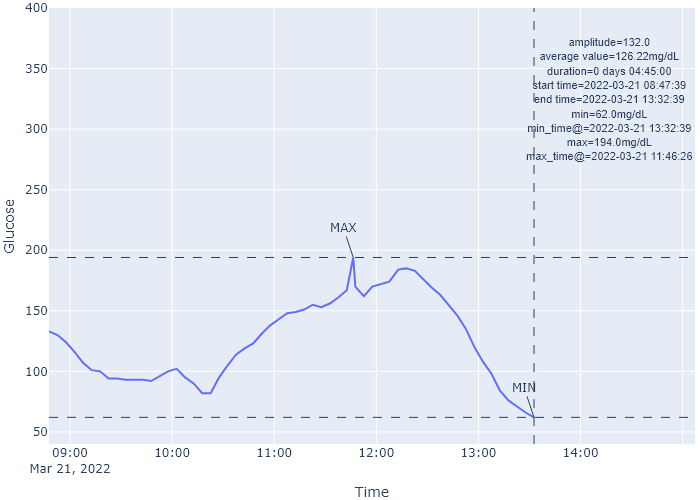 400
350
300
250
200
150
100
50
Glucose
amplitude=132.0
average value=126.22mg/dL
duration=0 days 04:45:00
start time=2022-03-21 08:47:39
end time=2022-03-21 13:32:39
min=62.0mg/dL
min_time@=2022-03-21 13:32:39
max=194.0mg/dL
max_time@=2022-03-21 11:46:26
MAX
MIN
09:00 10:00 11:00 12:00 13:00 14:00
Mar 21, 2022
Time